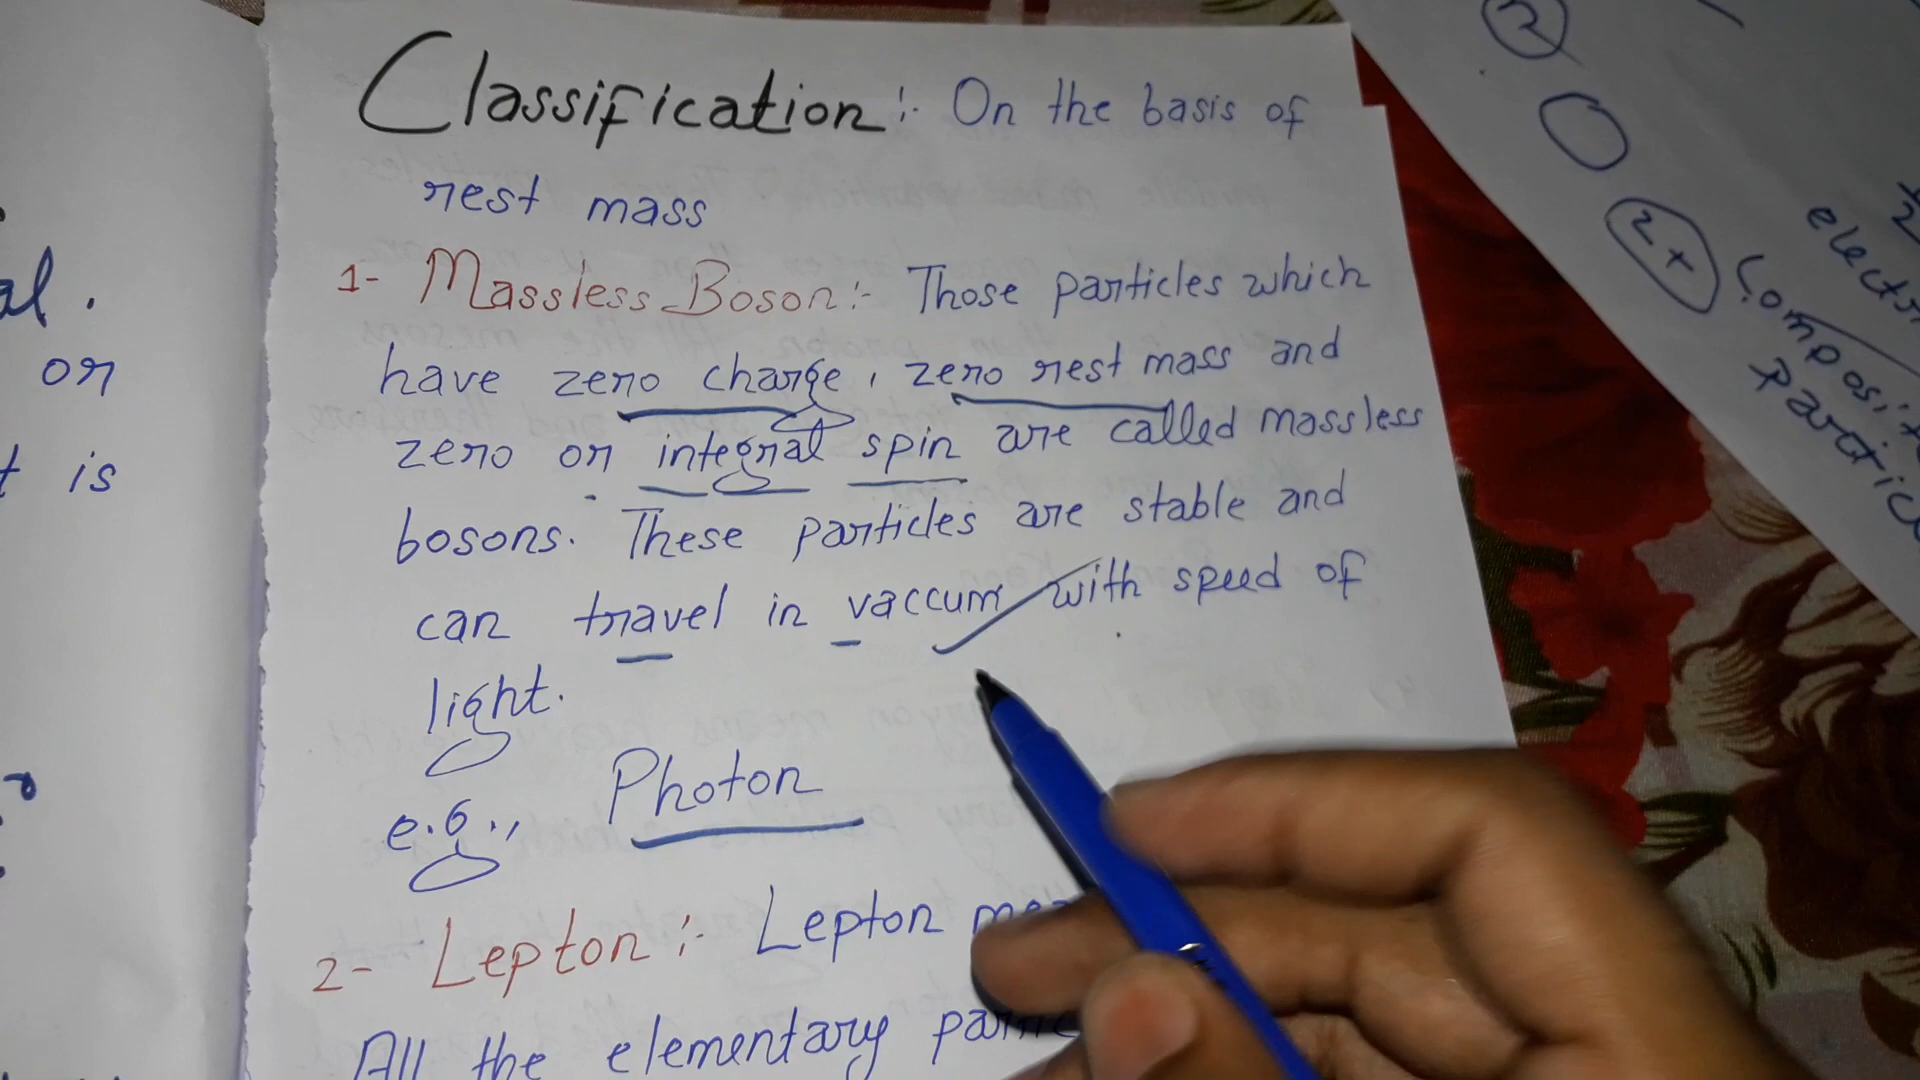 Classification :- On the basis of
rest mass
1- Massless Boson :- Those particles which
have zero charge, zero rest mass and
zero or integral spin are called massless
bosons. These particles are stable and
can travel in vaccum with speed of
light.
e.g., Photon
2- Lepton :- Lepton
All the elementary
al.
or
is
2+
electr
Composite